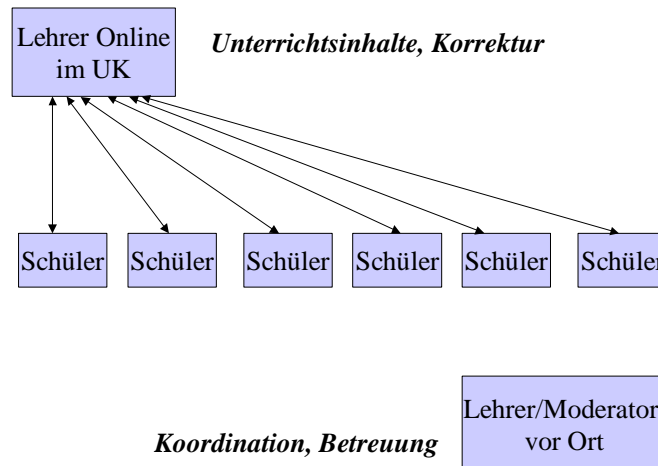 Lehrer Online
im UK
Unterrichtsinhalte, Korrektur
Schüler Schüler Schüler Schüler Schüler Schüler
Lehrer/Moderator
vor Ort
Koordination, Betreuung